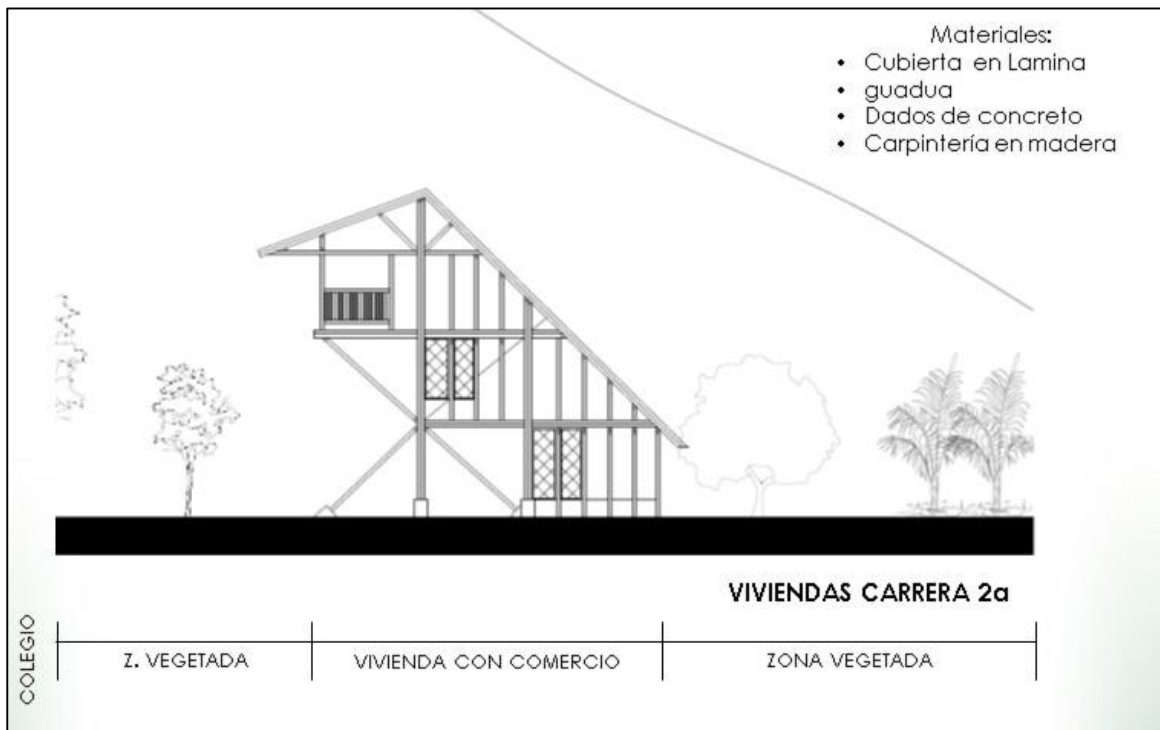 Materiales:
• Cubierta en Lamina
• guadua
• Dados de concreto
• Carpintería en madera
VIVIENDAS CARRERA 2a
COLEGIO
Z. VEGETADA
VIVIENDA CON COMERCIO
ZONA VEGETADA